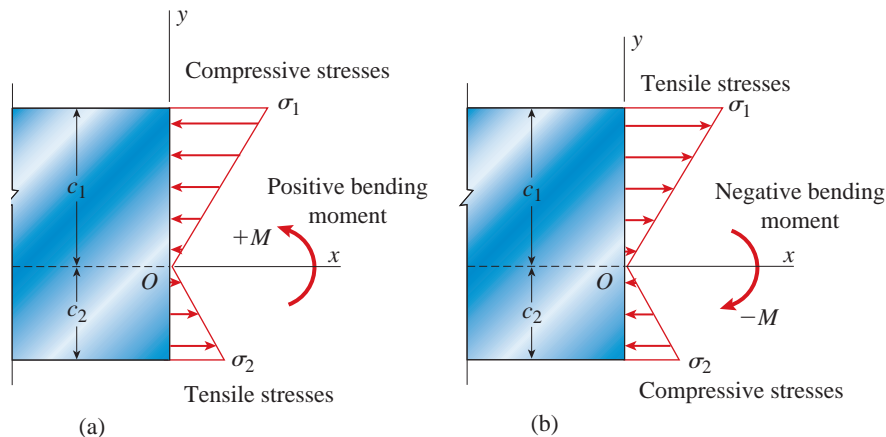 y
Compressive stresses
σ1
c1
Positive bending
moment
+M
x
O
c2
σ2
Tensile stresses
(a)
y
Tensile stresses
σ1
c1
Negative bending
moment
x
O
c2
−M
σ2
Compressive stresses
(b)